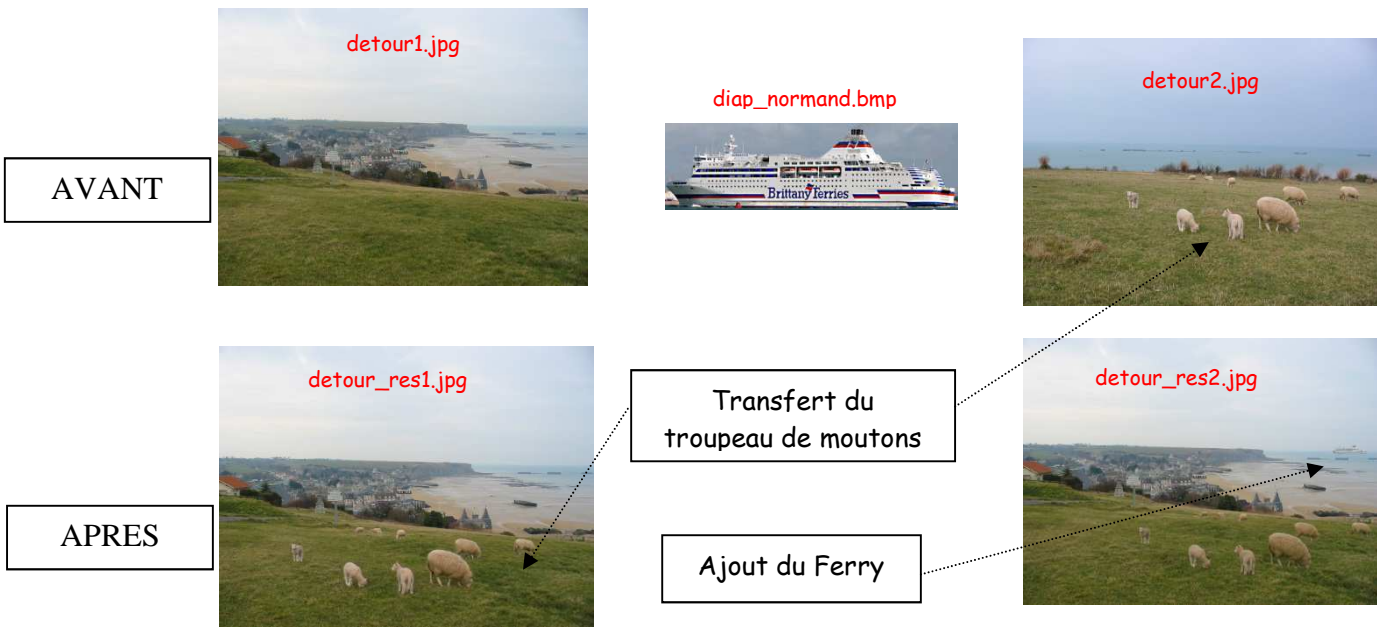 detour1.jpg
diap_normand.bmp
detour2.jpg
AVANT
Brittany Ferries
detour_res1.jpg
Transfert du
troupeau de moutons
detour_res2.jpg
APRES
Ajout du Ferry